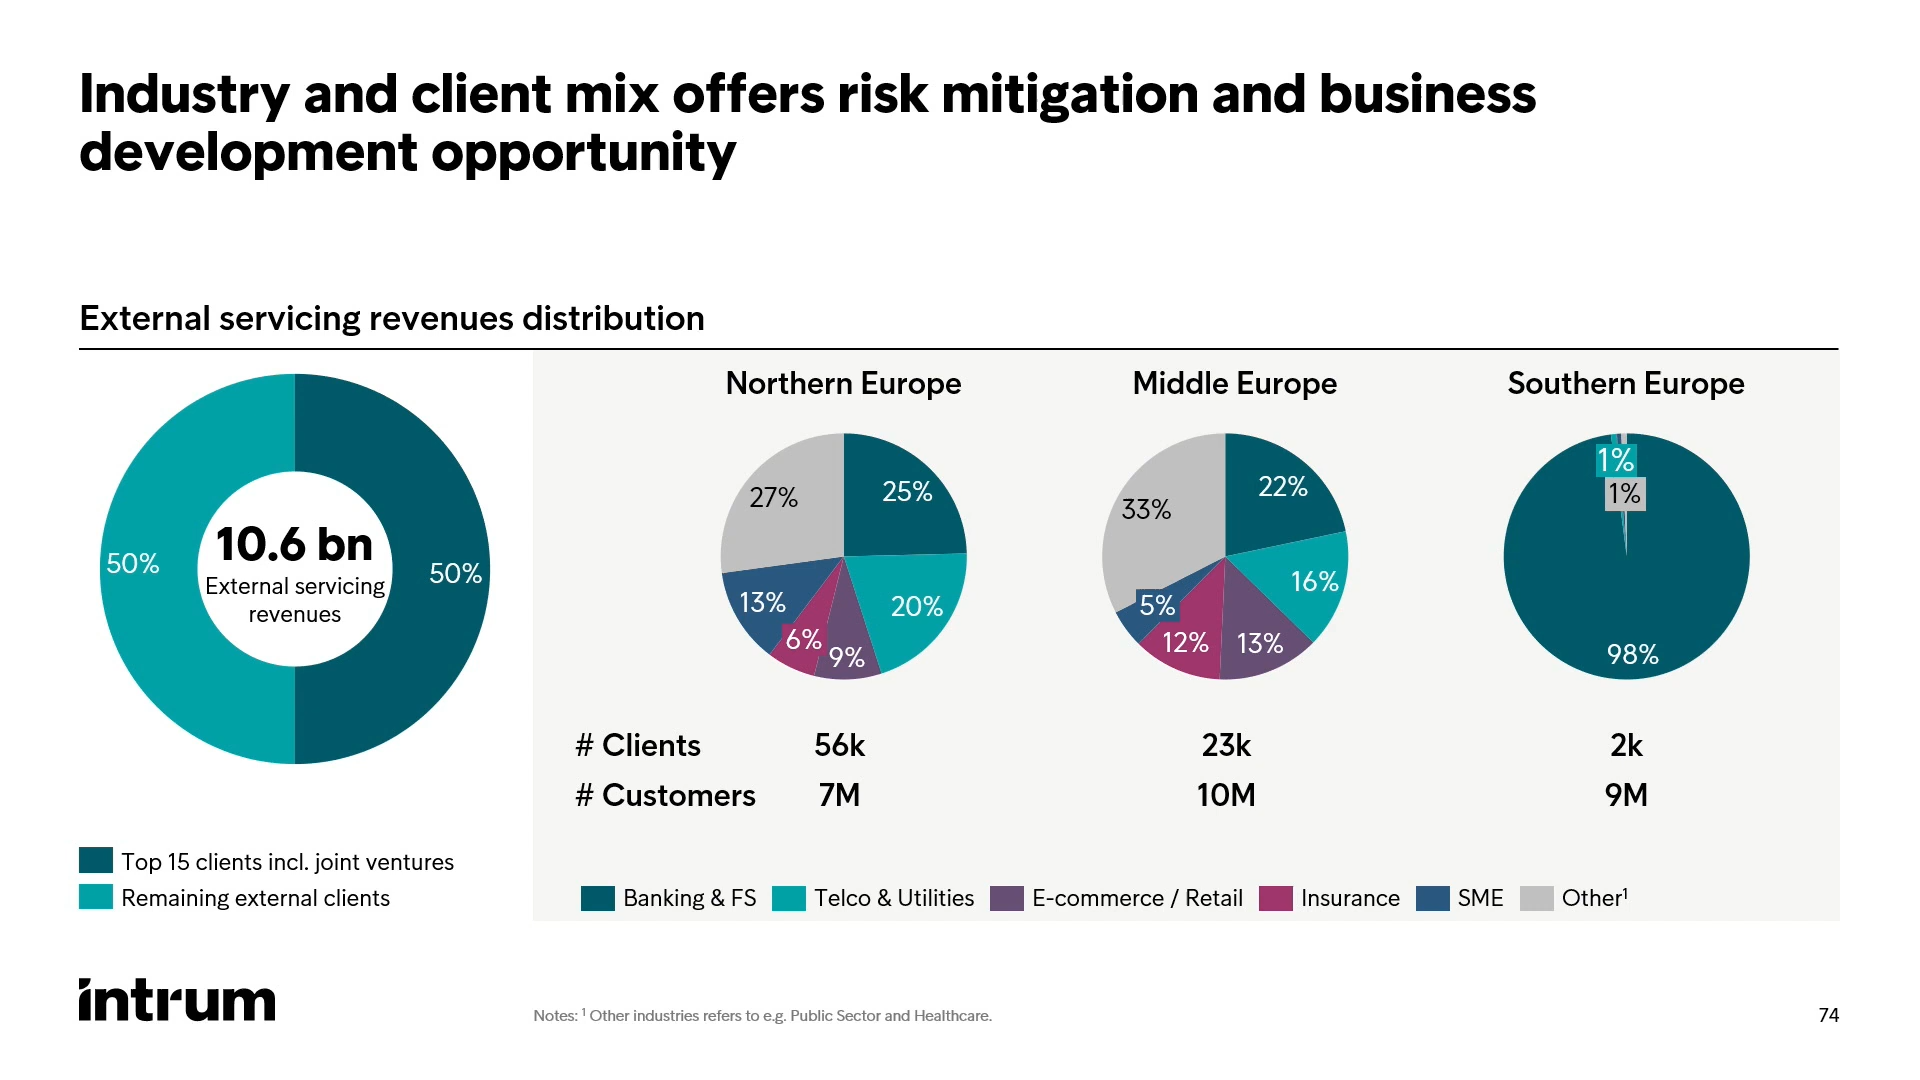 Industry and client mix offers risk mitigation and business
development opportunity
External servicing revenues distribution
50%
10.6 bn
External servicing
revenues
50%
Top 15 clients incl. joint ventures
Remaining external clients
Northern Europe
Middle Europe
Southern Europe
27%
25%
13%
20%
6%
9%
33%
22%
16%
5%
12%
13%
1%
1%
98%
# Clients 56k 23k 2k
# Customers 7M 10M 9M
Banking & FS Telco & Utilities E-commerce / Retail Insurance SME Other¹
intrum
Notes: ¹ Other industries refers to e.g. Public Sector and Healthcare.
74